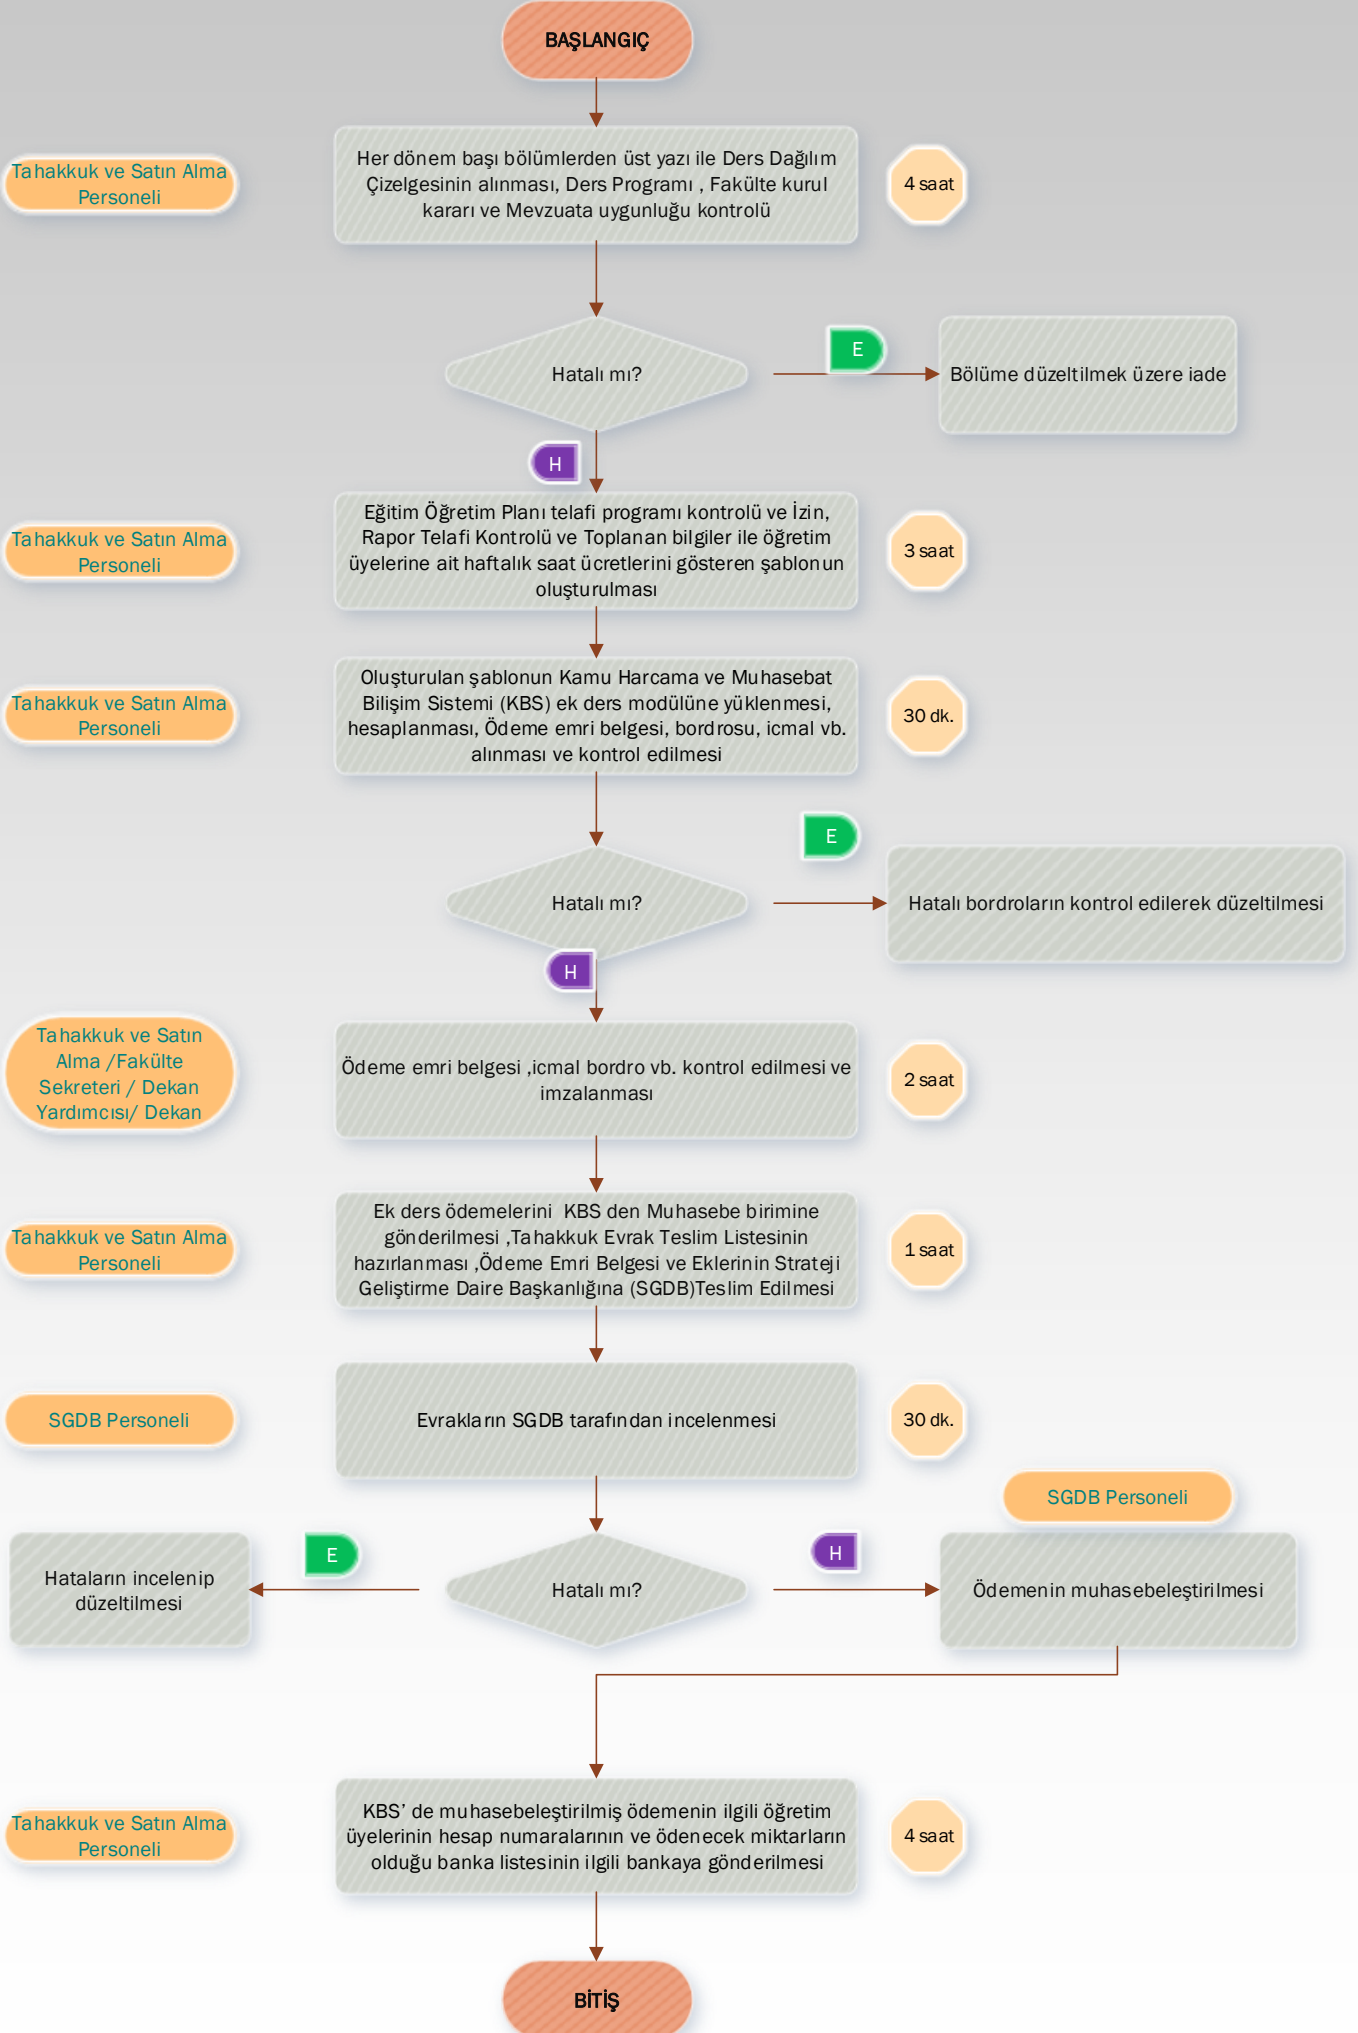 BAŞLANGIÇ
Tahakkuk ve Satın Alma
Personeli
Her dönem başı bölümlerden üst yazı ile Ders Dağılım
Çizelgesinin alınması, Ders Programı , Fakülte kurul
kararı ve Mevzuata uygunluğu kontrolü
4 saat
Hatalı mı?
E
Bölüme düzeltilmek üzere iade
H
Tahakkuk ve Satın Alma
Personeli
Eğitim Öğretim Planı telafi programı kontrolü ve İzin,
Rapor Telafi Kontrolü ve Toplanan bilgiler ile öğretim
üyelerine ait haftalık saat ücretlerini gösteren şablonun
oluşturulması
3 saat
Tahakkuk ve Satın Alma
Personeli
Oluşturulan şablonun Kamu Harcama ve Muhasebat
Bilişim Sistemi (KBS) ek ders modülüne yüklenmesi,
hesaplanması, Ödeme emri belgesi, bordrosu, icmal vb.
alınması ve kontrol edilmesi
30 dk.
E
Hatalı mı?
Hatalı bordroların kontrol edilerek düzeltilmesi
H
Tahakkuk ve Satın
Alma /Fakülte
Sekreteri / Dekan
Yardımcısı/ Dekan
Ödeme emri belgesi ,icmal bordro vb. kontrol edilmesi ve
imzalanması
2 saat
Tahakkuk ve Satın Alma
Personeli
Ek ders ödemelerini  KBS den Muhasebe birimine
gönderilmesi ,Tahakkuk Evrak Teslim Listesinin
hazırlanması ,Ödeme Emri Belgesi ve Eklerinin Strateji
Geliştirme Daire Başkanlığına (SGDB)Teslim Edilmesi
1 saat
SGDB Personeli
Evrakların SGDB tarafından incelenmesi
30 dk.
SGDB Personeli
Hataların incelenip
düzeltilmesi
E
Hatalı mı?
H
Ödemenin muhasebeleştirilmesi
Tahakkuk ve Satın Alma
Personeli
KBS’ de muhasebeleştirilmiş ödemenin ilgili öğretim
üyelerinin hesap numaralarının ve ödenecek miktarların
olduğu banka listesinin ilgili bankaya gönderilmesi
4 saat
BİTİŞ